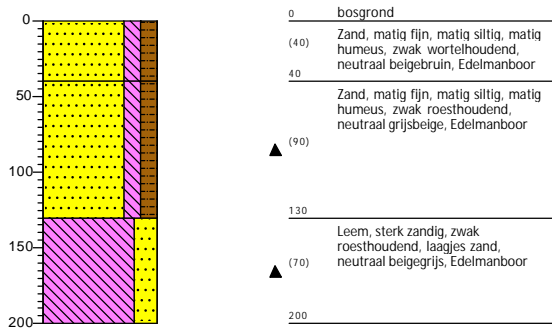 0
50
100
150
200
0 bosgrond
(40) Zand, matig fijn, matig siltig, matig
humeus, zwak wortelhoudend,
neutraal beigebruin, Edelmanboor
40
Zand, matig fijn, matig siltig, matig
humeus, zwak roesthoudend,
neutraal grijsbeige, Edelmanboor
(90)
130
Leem, sterk zandig, zwak
roesthoudend, laagjes zand,
neutraal beigegrijs, Edelmanboor
(70)
200